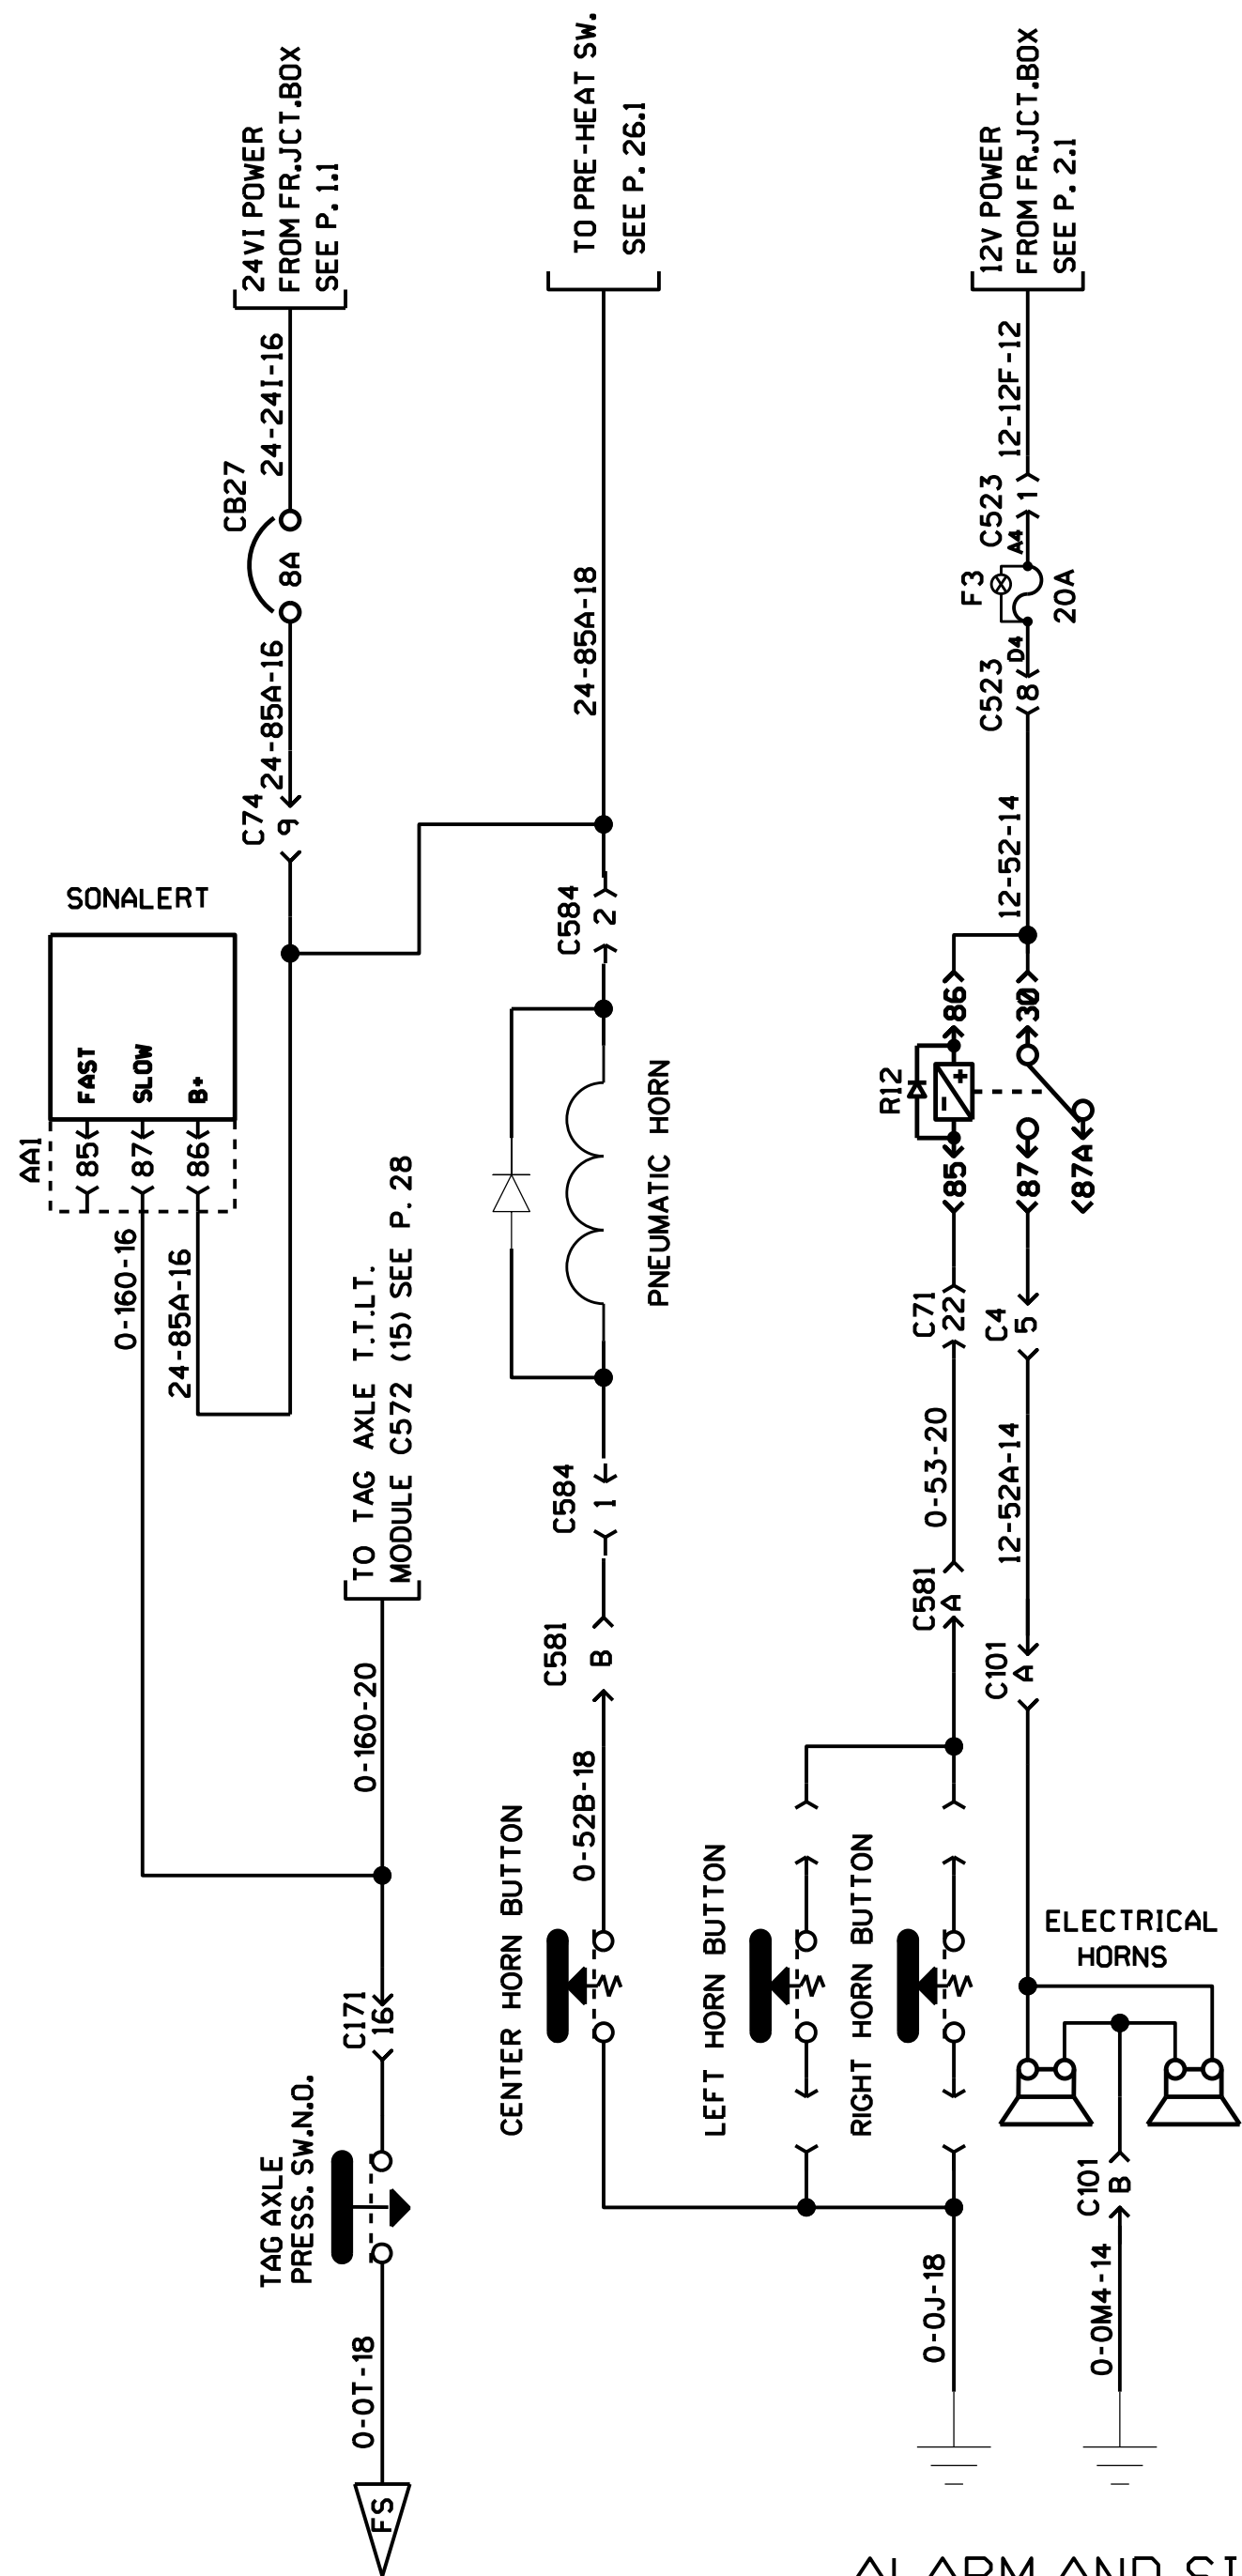 24VI POWER
FROM FR.JCT.BOX
SEE P. 1.1
24-24I-16
CB27
8A
24-85A-16
C74
9
SONALERT
FAST
SLOW
B+
AA1
85
87
86
0-160-16
24-85A-16
TO TAG AXLE T.T.LT.
MODULE C572 (15) SEE P. 28
0-160-20
C171
16
TAG AXLE
PRESS. SW.N.O.
0-0T-18
FS
TO PRE-HEAT SW.
SEE P. 26.1
24-85A-18
C584
2
PNEUMATIC HORN
C584
1
C581
B
0-52B-18
CENTER HORN BUTTON
LEFT HORN BUTTON
RIGHT HORN BUTTON
12V POWER
FROM FR.JCT.BOX
SEE P. 2.1
12-12F-12
C523
1
A4
F3
20A
D4
C523
8
12-52-14
86
30
R12
+
-
85
87
87A
C71
22
C4
5
0-53-20
12-52A-14
C581
A
C101
A
ELECTRICAL
HORNS
C101
B
0-0J-18
0-0M4-14
ALARM AND SI